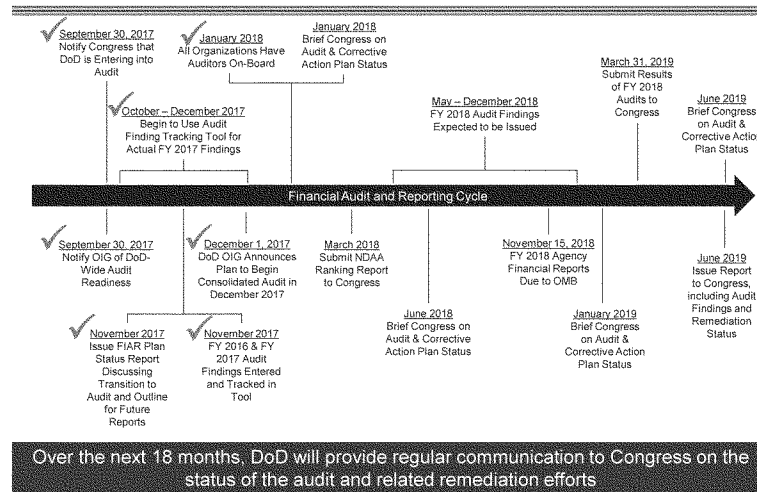 September 30, 2017
Notify Congress that
DoD is Entering into
Audit
January 2018
All Organizations Have
Auditors On-Board
January 2018
Brief Congress on
Audit & Corrective
Action Plan Status
October – December 2017
Begin to Use Audit
Finding Tracking Tool for
Actual FY 2017 Findings
May – December 2018
FY 2018 Audit Findings
Expected to be Issued
March 31, 2019
Submit Results
of FY 2018
Audits to
Congress
June 2019
Brief Congress
on Audit &
Corrective Action
Plan Status
Financial Audit and Reporting Cycle
September 30, 2017
Notify OIG of DoD-
Wide Audit
Readiness
December 1, 2017
DoD OIG Announces
Plan to Begin
Consolidated Audit in
December 2017
March 2018
Submit NDAA
Ranking Report
to Congress
November 15, 2018
FY 2018 Agency
Financial Reports
Due to OMB
June 2019
Issue Report
to Congress,
including Audit
Findings and
Remediation
Status
November 2017
Issue FIAR Plan
Status Report
Discussing
Transition to
Audit and Outline
for Future
Reports
November 2017
FY 2016 & FY
2017 Audit
Findings Entered
and Tracked in
Tool
June 2018
Brief Congress on
Audit & Corrective
Action Plan Status
January 2019
Brief Congress
on Audit &
Corrective Action
Plan Status
Over the next 18 months, DoD will provide regular communication to Congress on the
status of the audit and related remediation efforts